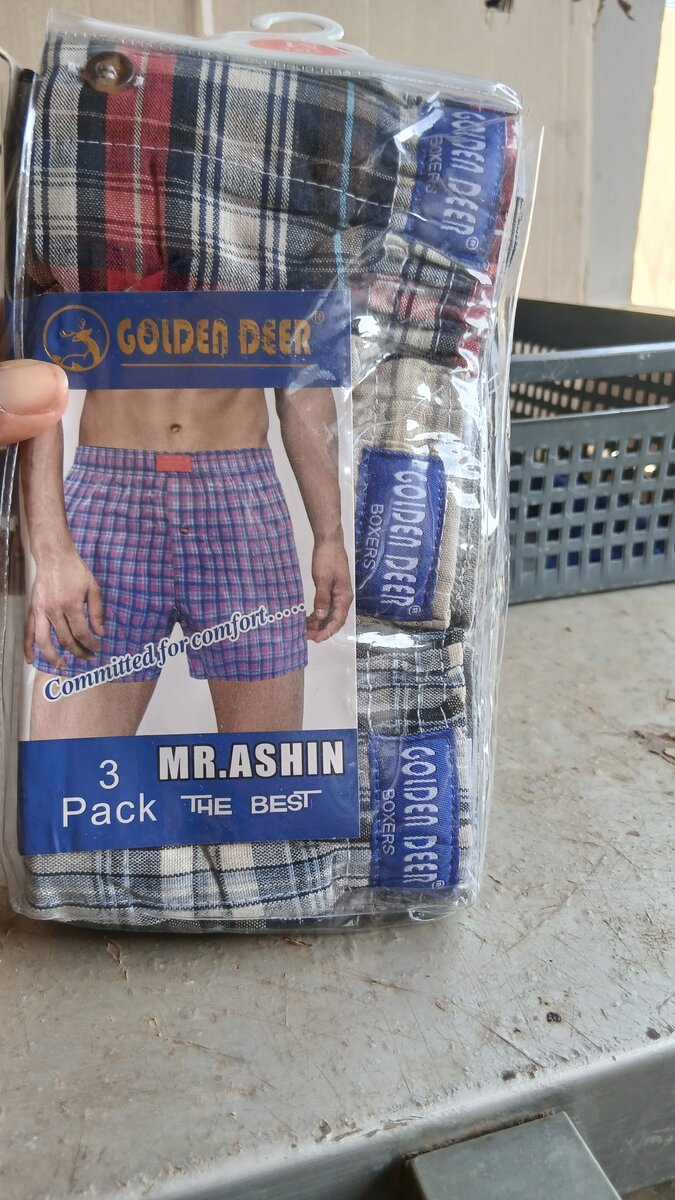 GOLDEN DEER®
Committed for comfort.....
3 Pack
MR.ASHIN
THE BEST
GOLDEN DEER®
BOXERS
GOLDEN DEER®
BOXERS
GOLDEN DEER®
BOXERS